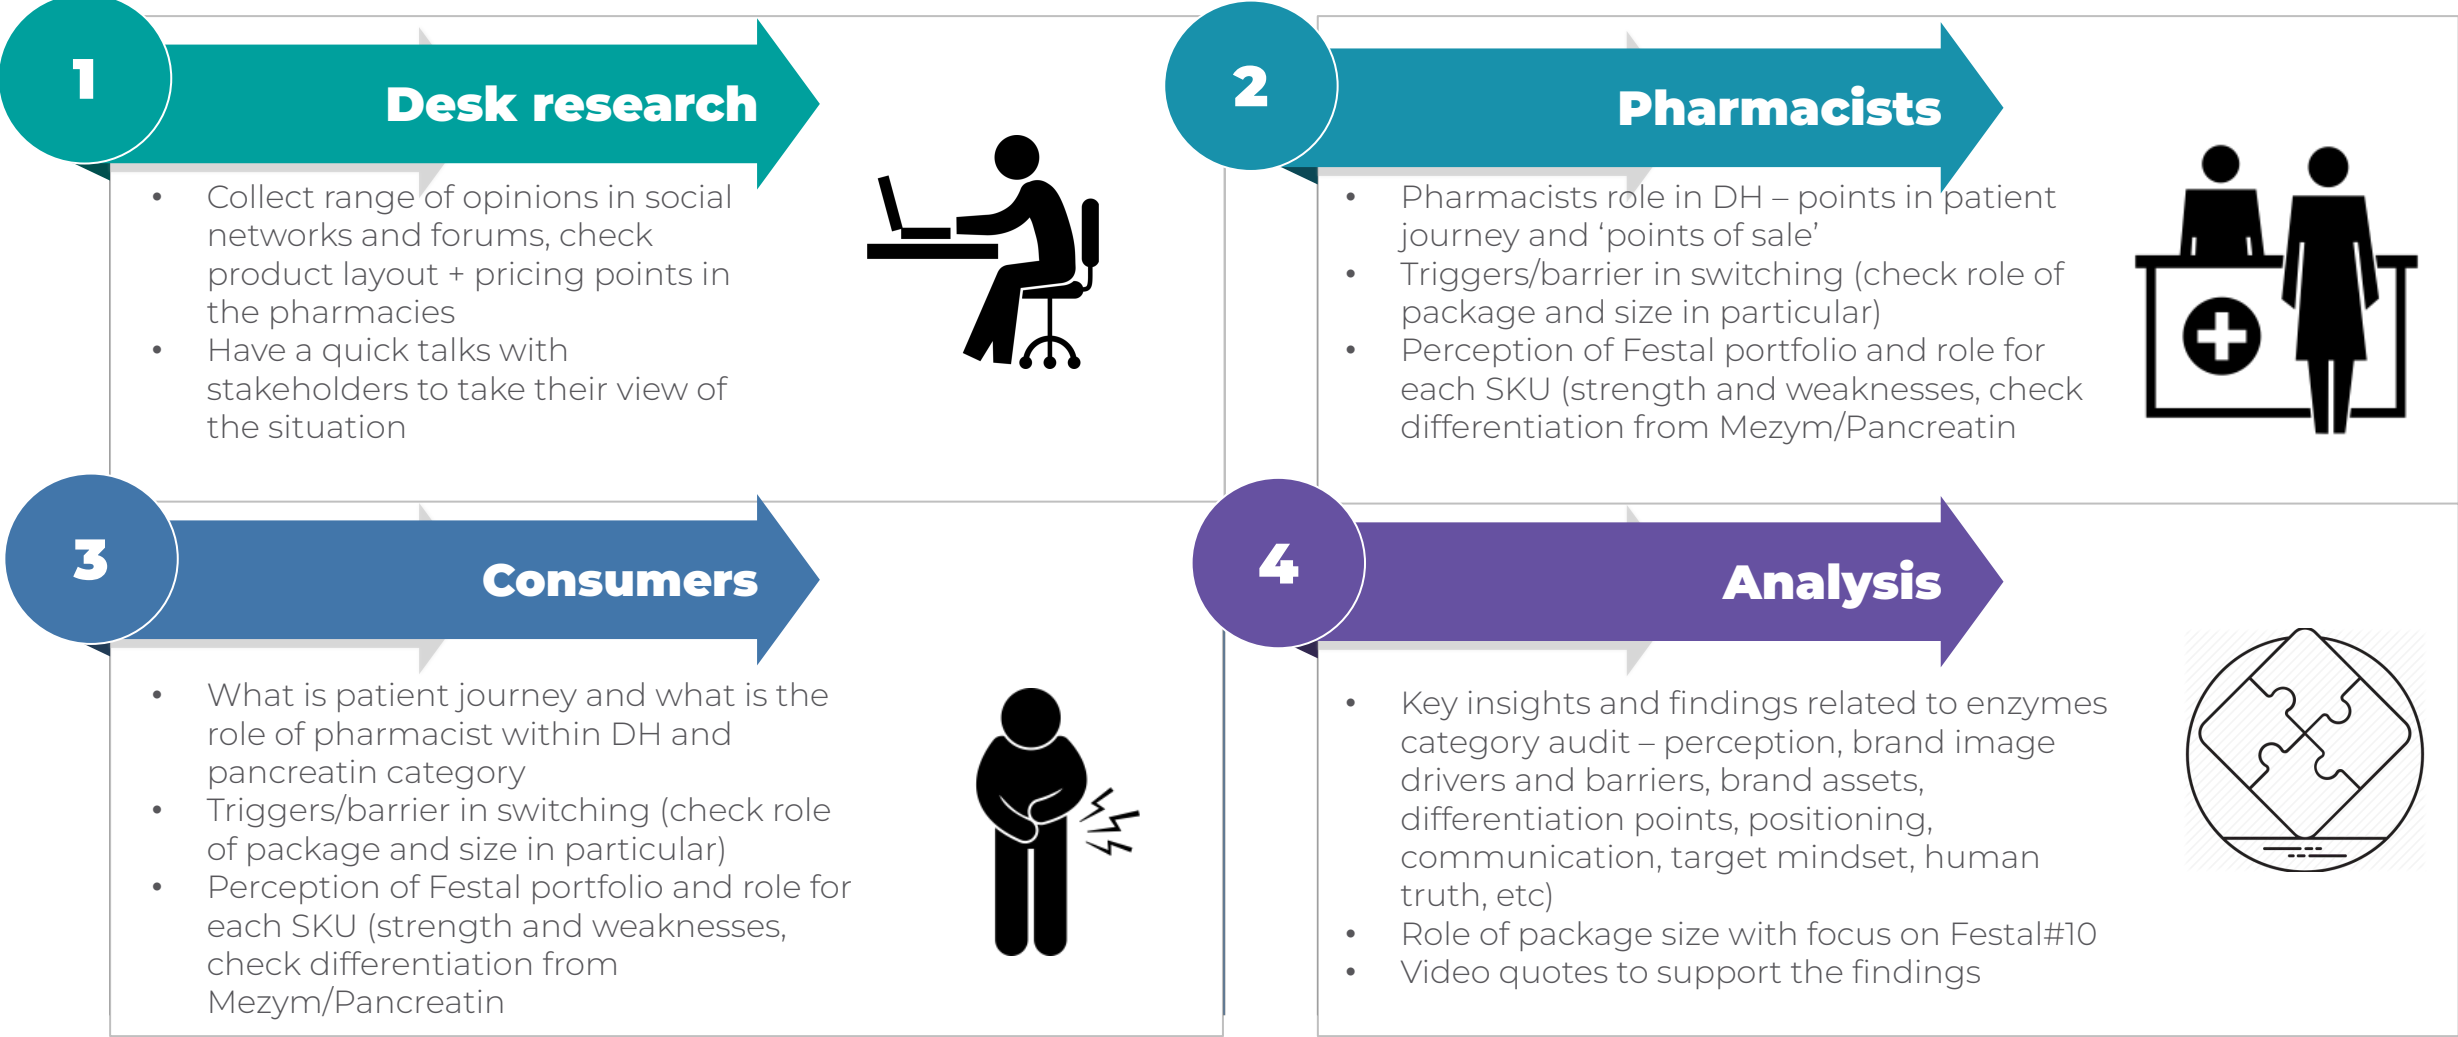 1
Desk research
• Collect range of opinions in social
networks and forums, check
product layout + pricing points in
the pharmacies
• Have a quick talks with
stakeholders to take their view of
the situation
2
Pharmacists
• Pharmacists role in DH – points in patient
journey and ‘points of sale’
• Triggers/barrier in switching (check role of
package and size in particular)
• Perception of Festal portfolio and role for
each SKU (strength and weaknesses, check
differentiation from Mezym/Pancreatin
3
Consumers
• What is patient journey and what is the
role of pharmacist within DH and
pancreatin category
• Triggers/barrier in switching (check role
of package and size in particular)
• Perception of Festal portfolio and role for
each SKU (strength and weaknesses,
check differentiation from
Mezym/Pancreatin
4
Analysis
• Key insights and findings related to enzymes
category audit – perception, brand image
drivers and barriers, brand assets,
differentiation points, positioning,
communication, target mindset, human
truth, etc)
• Role of package size with focus on Festal#10
• Video quotes to support the findings